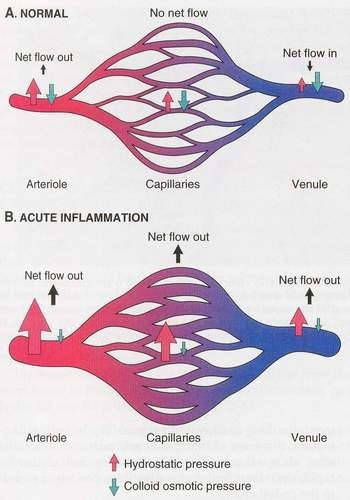 A. NORMAL
No net flow
Net flow out
Net flow in
Arteriole
Capillaries
Venule
B. ACUTE INFLAMMATION
Net flow out
Net flow out
Net flow out
Arteriole
Capillaries
Venule
Hydrostatic pressure
Colloid osmotic pressure